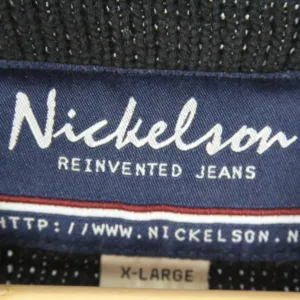 Nickelson
REINVENTED JEANS
HTTP://WWW.NICKELSON.N
X-LARGE